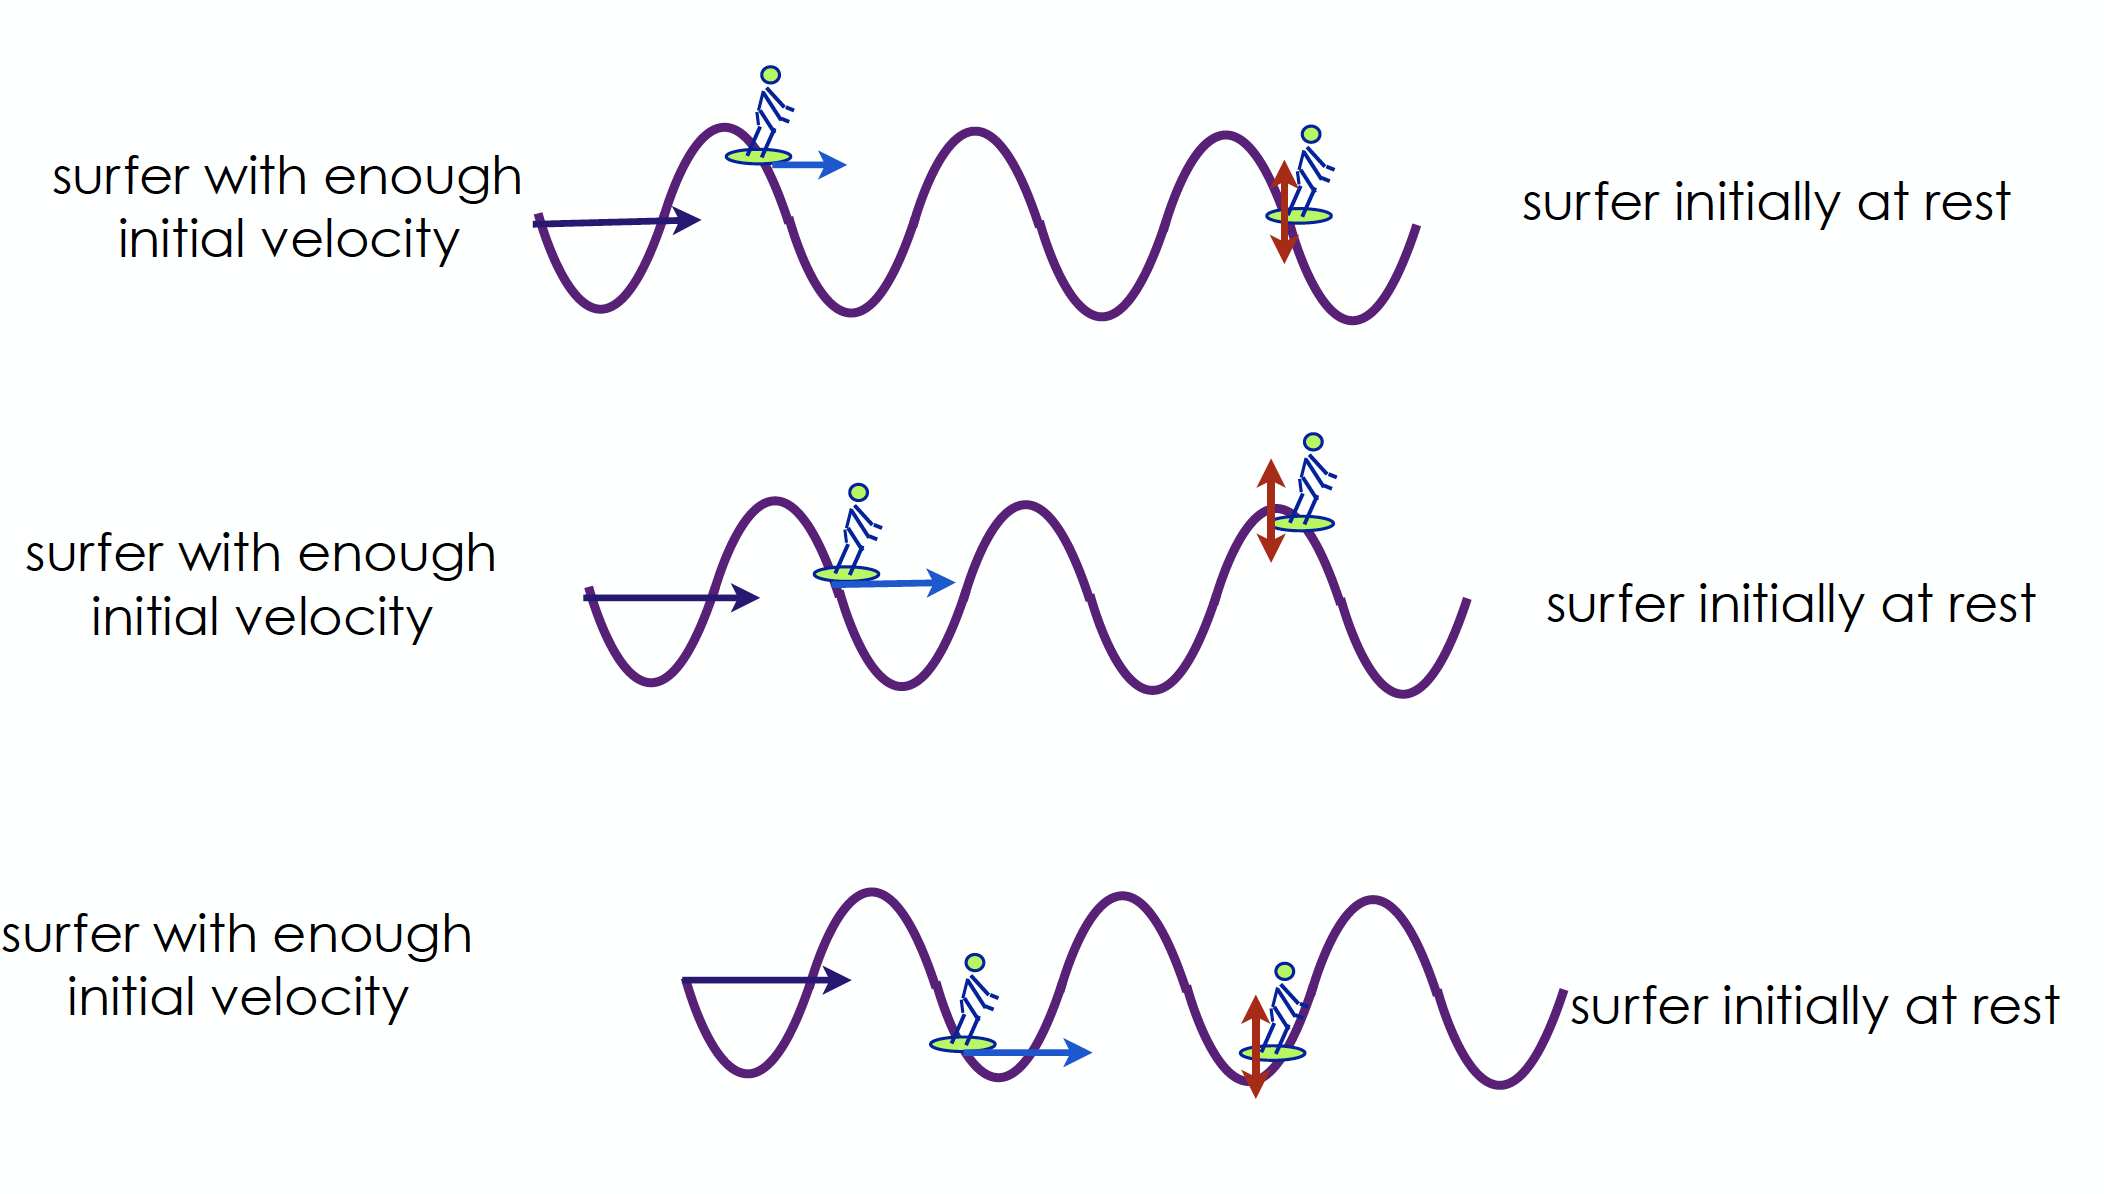 surfer with enough
initial velocity
surfer initially at rest
surfer with enough
initial velocity
surfer initially at rest
surfer with enough
initial velocity
surfer initially at rest